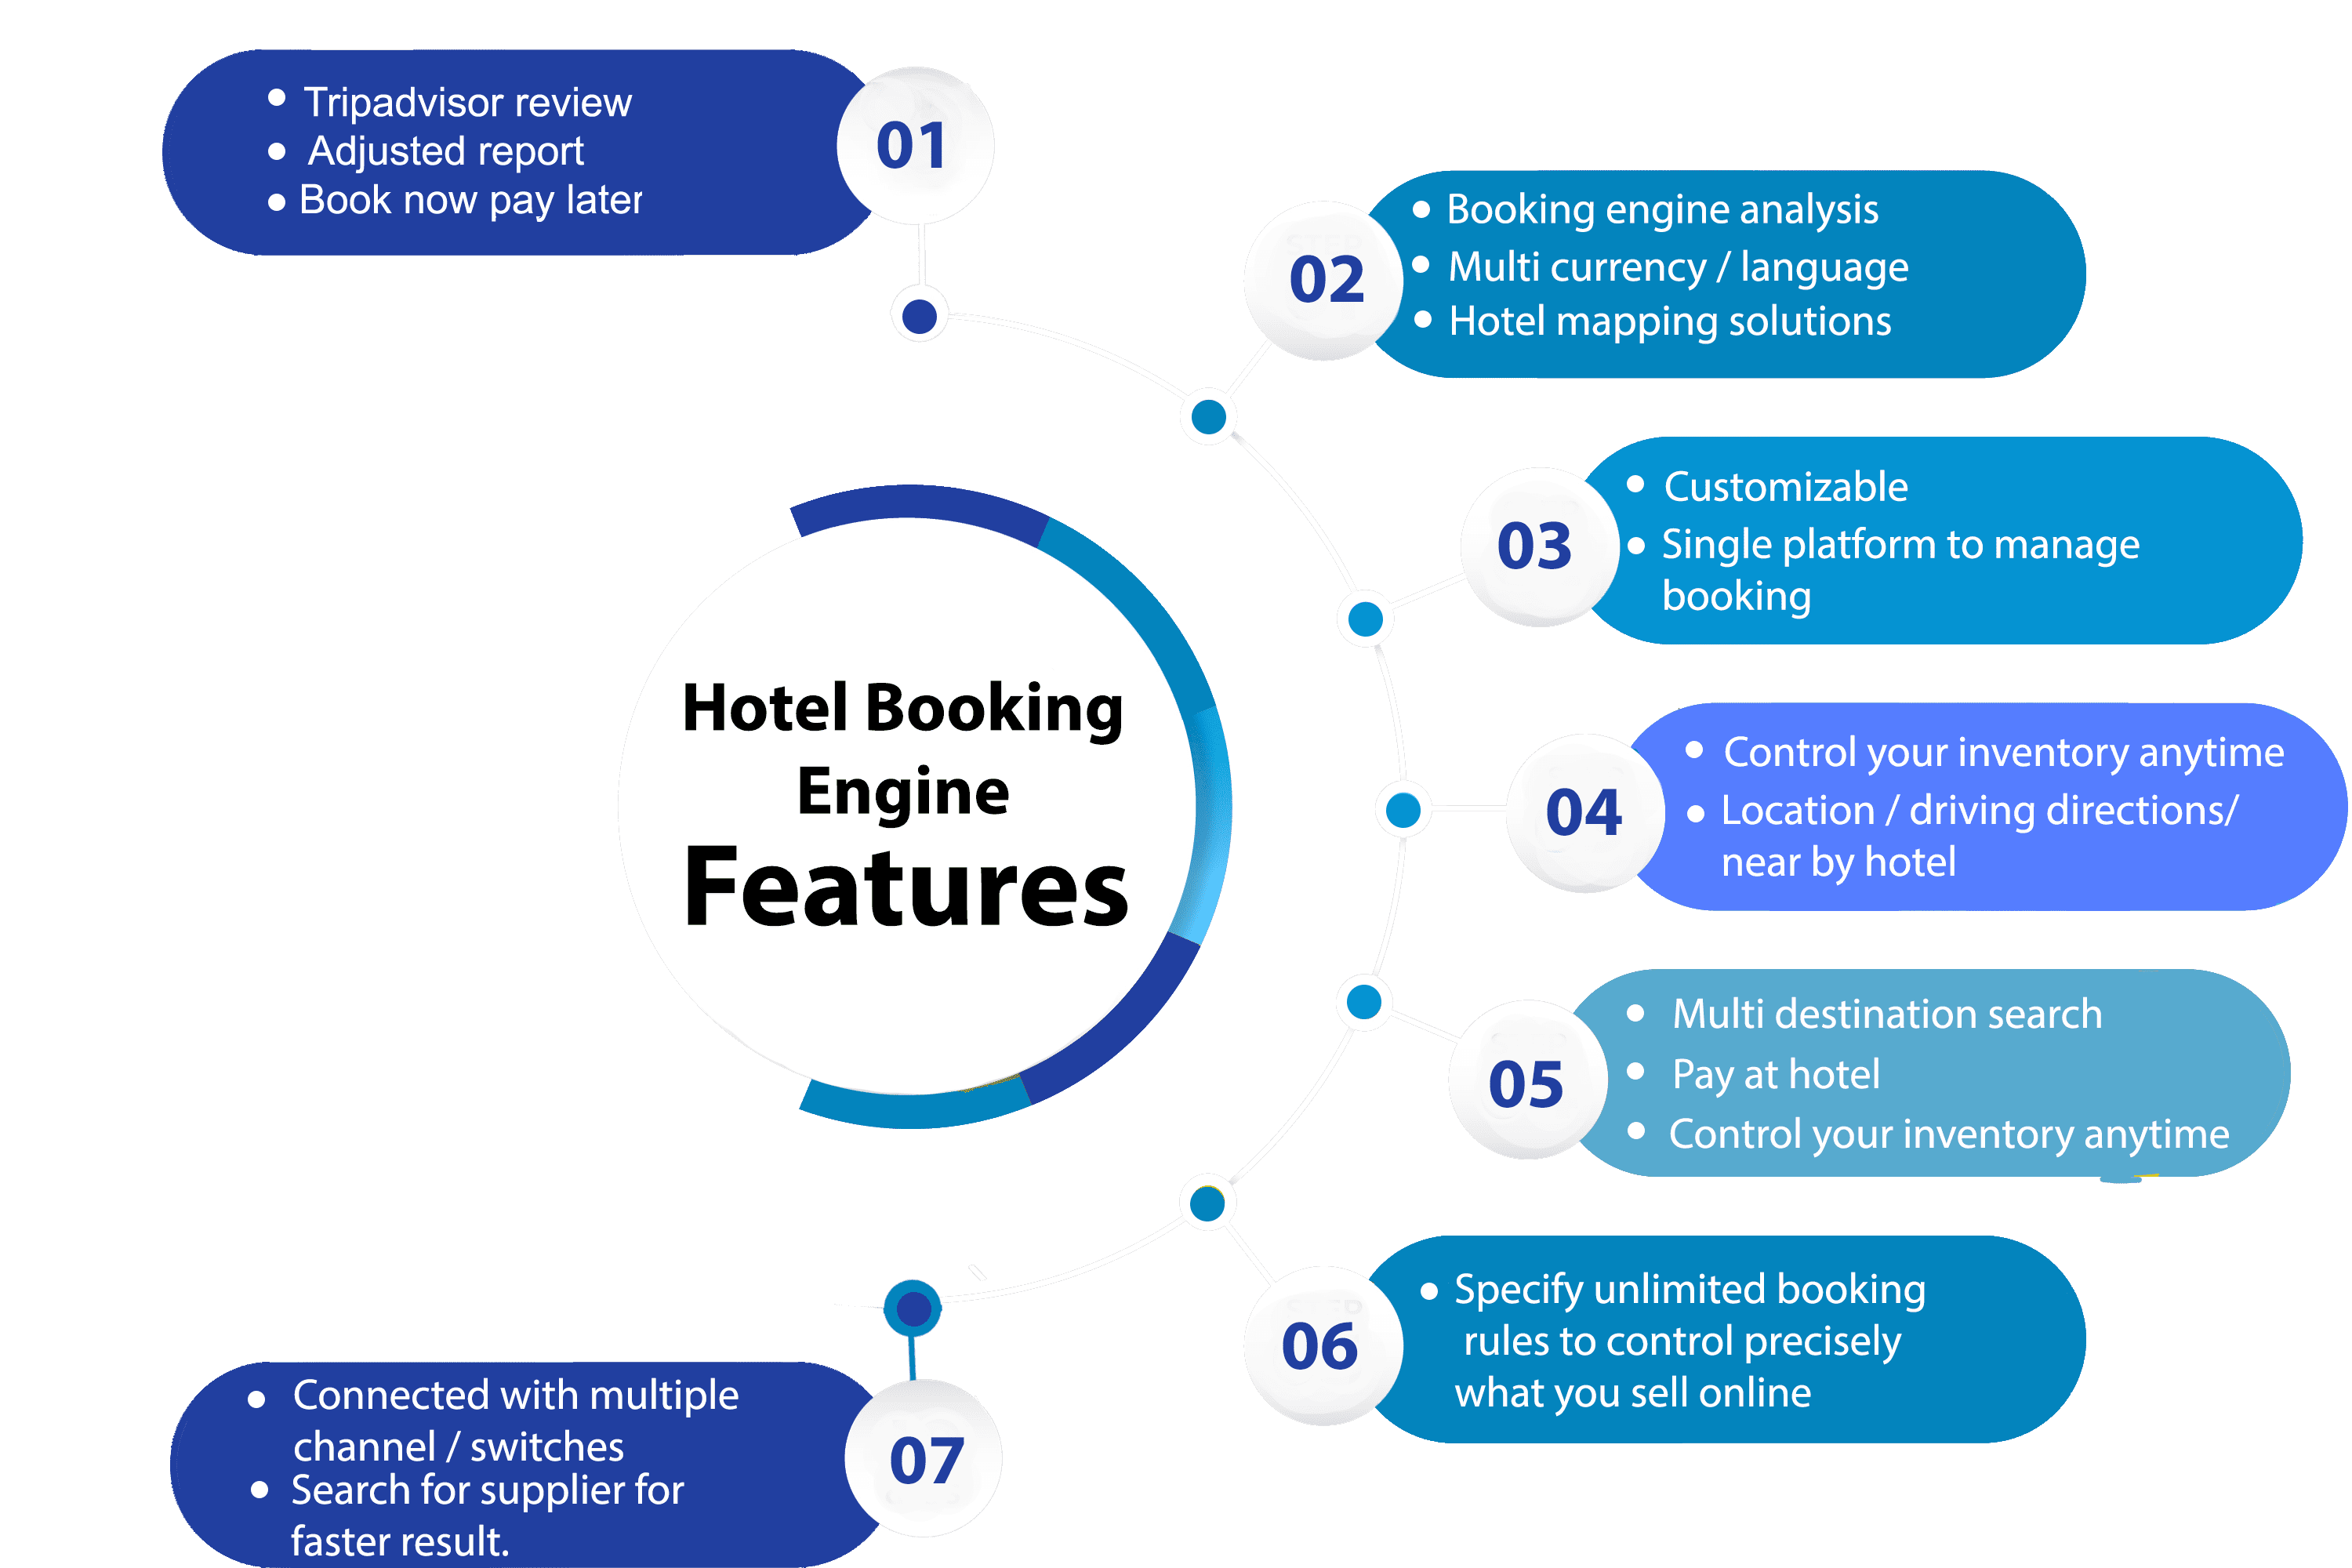 Tripadvisor review
Adjusted report
Book now pay later
01
02
Booking engine analysis
Multi currency / language
Hotel mapping solutions
03
Customizable
Single platform to manage
booking
Hotel Booking
Engine
Features
04
Control your inventory anytime
Location / driving directions/
near by hotel
05
Multi destination search
Pay at hotel
Control your inventory anytime
06
Specify unlimited booking
rules to control precisely
what you sell online
07
Connected with multiple
channel / switches
Search for supplier for
faster result.